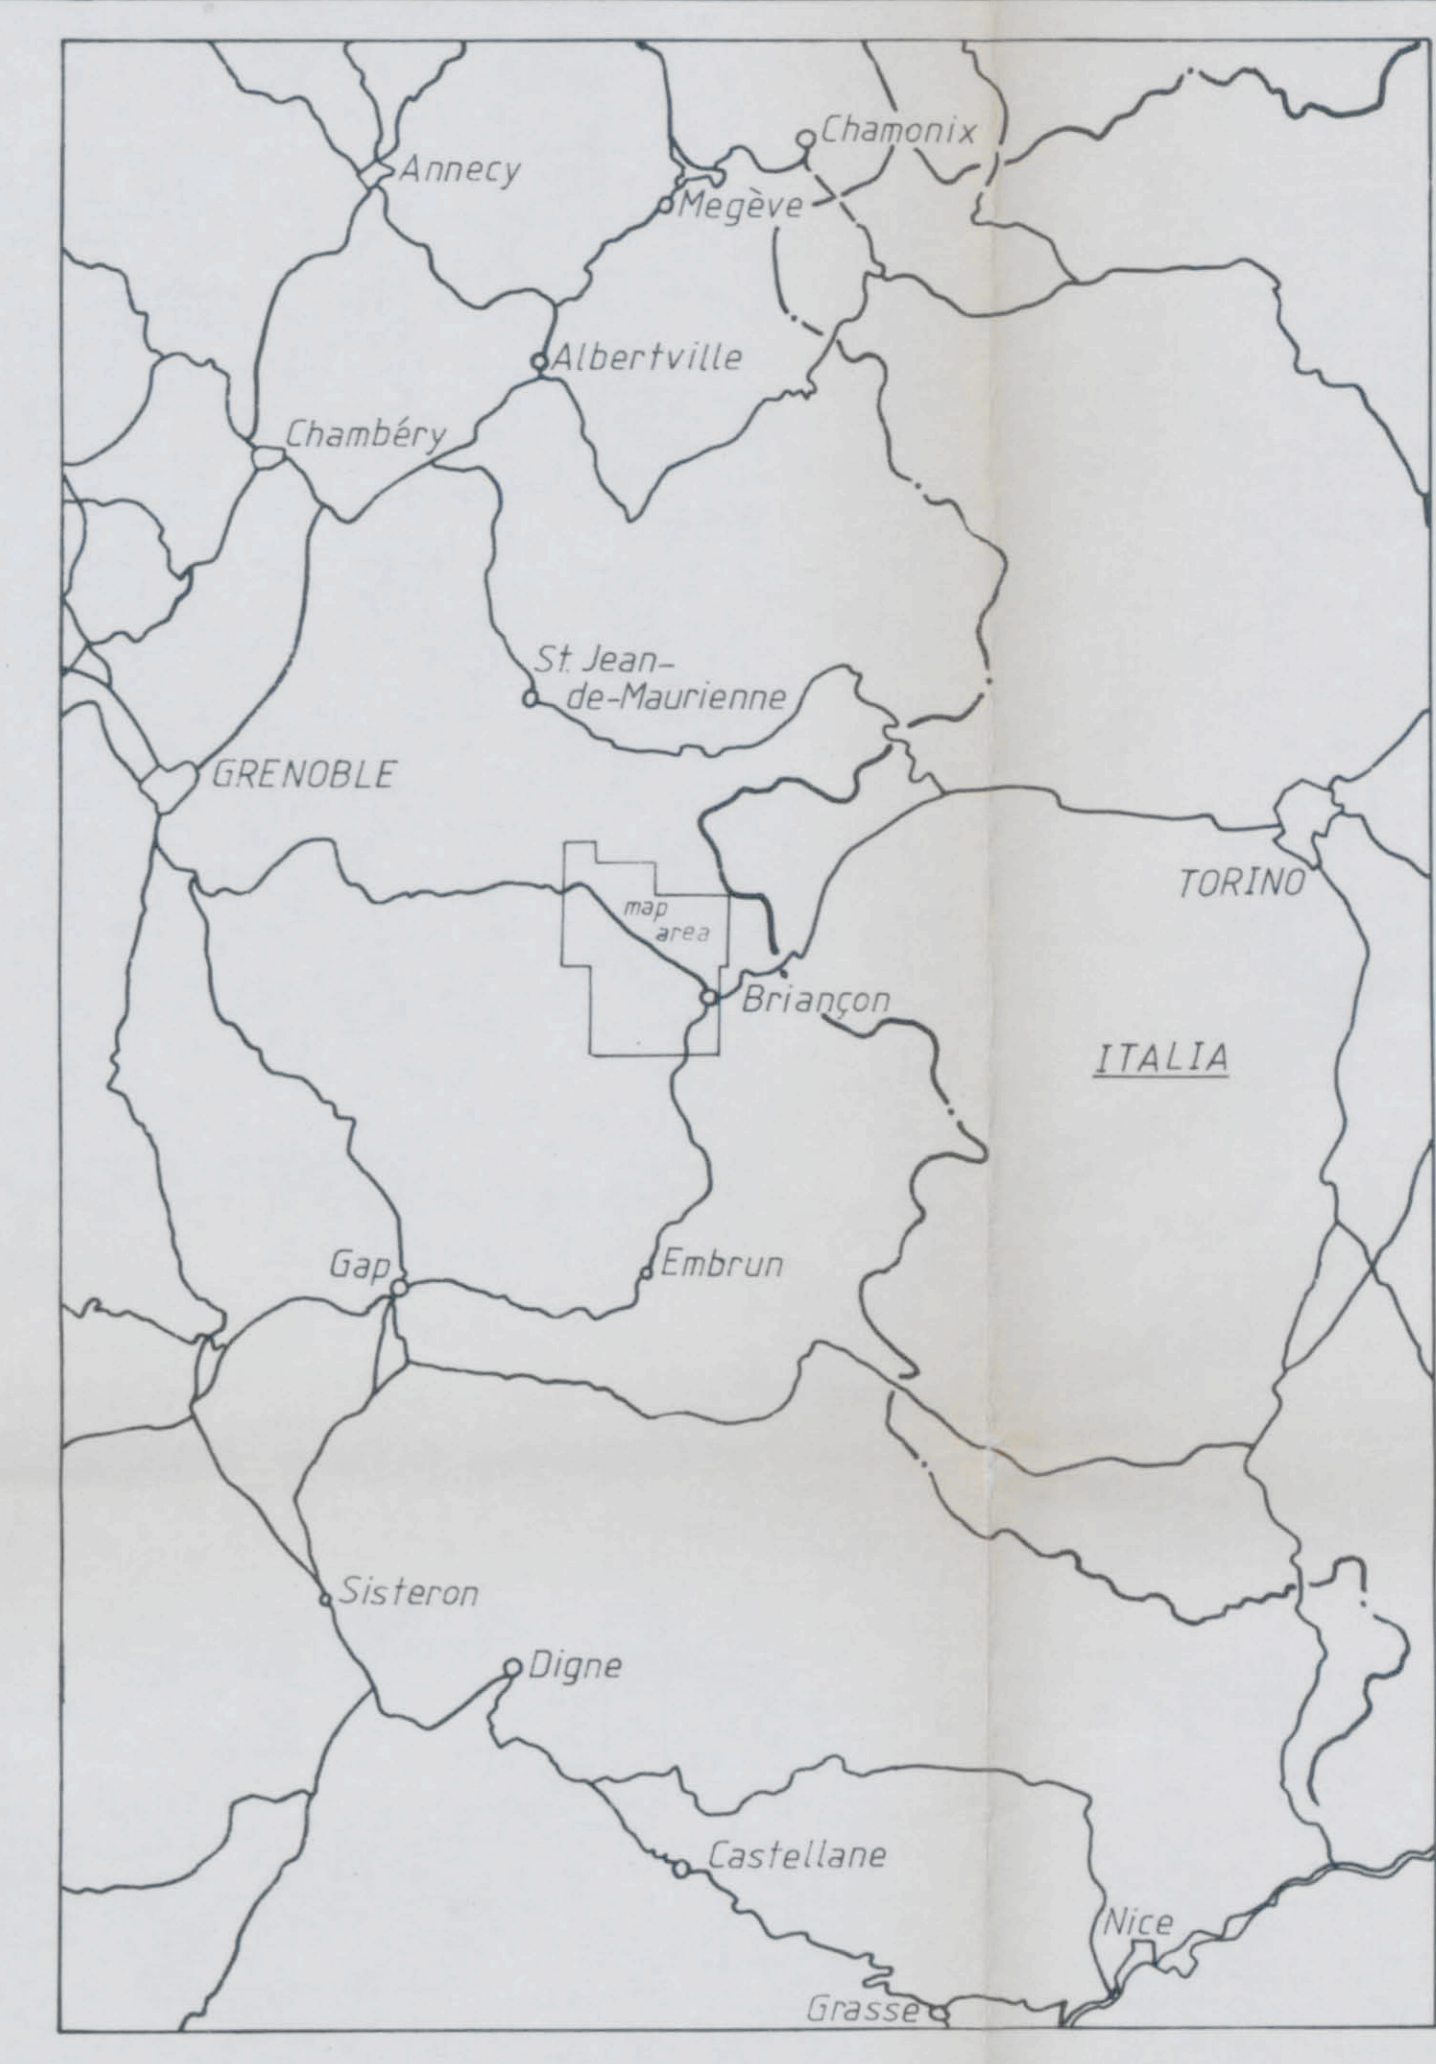 Chamonix
Annecy
Megève
Albertville
Chambéry
St. Jean-
de-Maurienne
GRENOBLE
TORINO
map
area
Briançon
ITALIA
Gap
Embrun
Sisteron
Digne
Castellane
Nice
Grasse